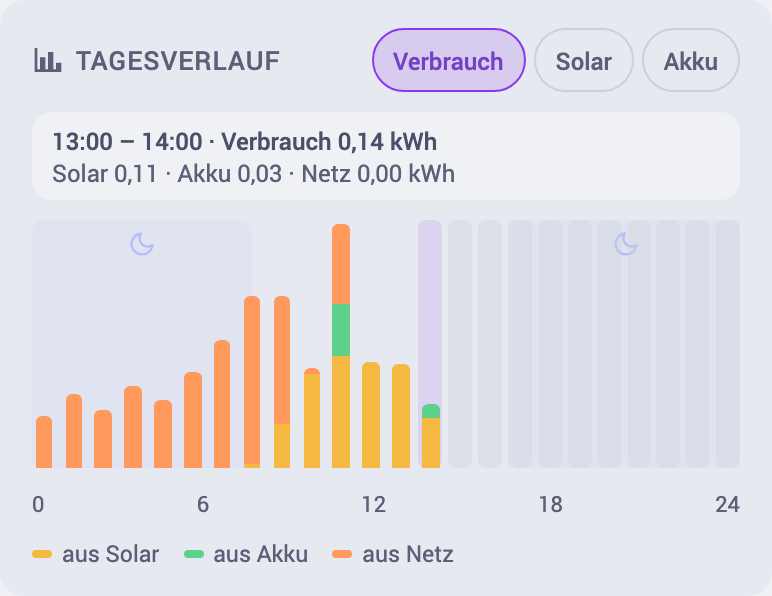 TAGESVERLAUF Verbrauch Solar Akku
13:00 – 14:00 · Verbrauch 0,14 kWh
Solar 0,11 · Akku 0,03 · Netz 0,00 kWh
0 6 12 18 24
aus Solar aus Akku aus Netz